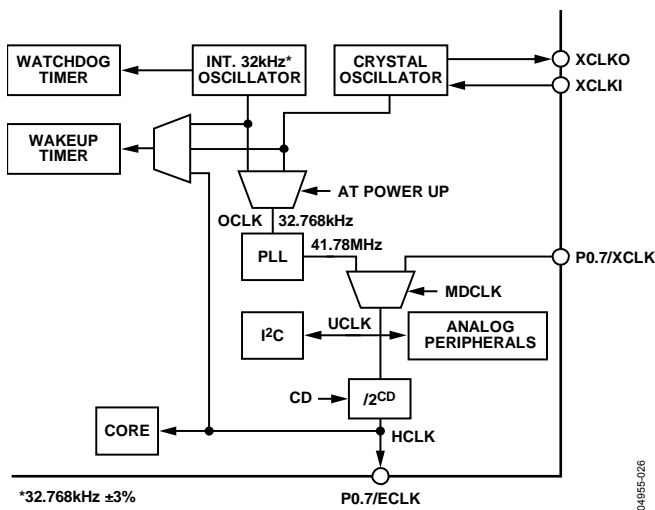 WATCHDOG
TIMER
INT. 32kHz*
OSCILLATOR
CRYSTAL
OSCILLATOR
XCLKO
XCLKI
WAKEUP
TIMER
AT POWER UP
OCLK
32.768kHz
PLL
41.78MHz
P0.7/XCLK
MDCLK
I²C
UCLK
ANALOG
PERIPHERALS
CD
/2ᶜᴰ
CORE
HCLK
*32.768kHz ±3%
P0.7/ECLK
04955-026